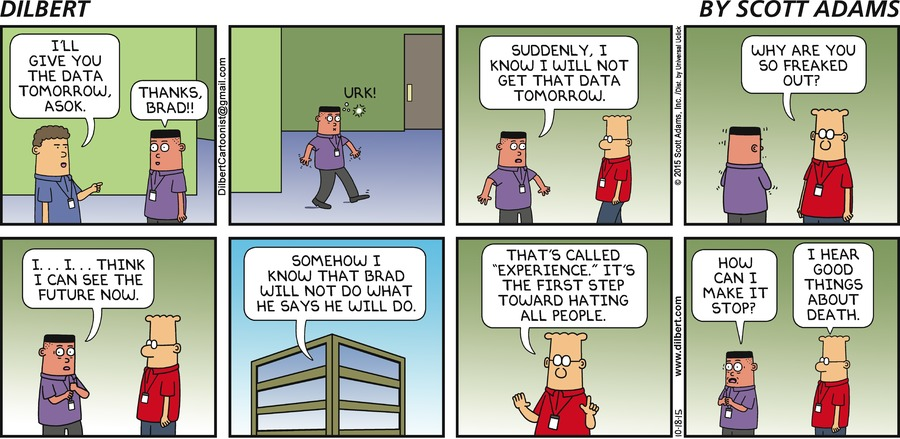 DILBERT
BY SCOTT ADAMS
I'LL
GIVE YOU
THE DATA
TOMORROW,
ASOK.
THANKS,
BRAD!!
DilbertCartoonist@gmail.com
URK!
SUDDENLY, I
KNOW I WILL NOT
GET THAT DATA
TOMORROW.
© 2015 Scott Adams, Inc. /Dist. by Universal Uclick
WHY ARE YOU
SO FREAKED
OUT?
I... I... THINK
I CAN SEE THE
FUTURE NOW.
SOMEHOW I
KNOW THAT BRAD
WILL NOT DO WHAT
HE SAYS HE WILL DO.
THAT'S CALLED
"EXPERIENCE." IT'S
THE FIRST STEP
TOWARD HATING
ALL PEOPLE.
10-18-15
www.dilbert.com
HOW
CAN I
MAKE IT
STOP?
I HEAR
GOOD
THINGS
ABOUT
DEATH.